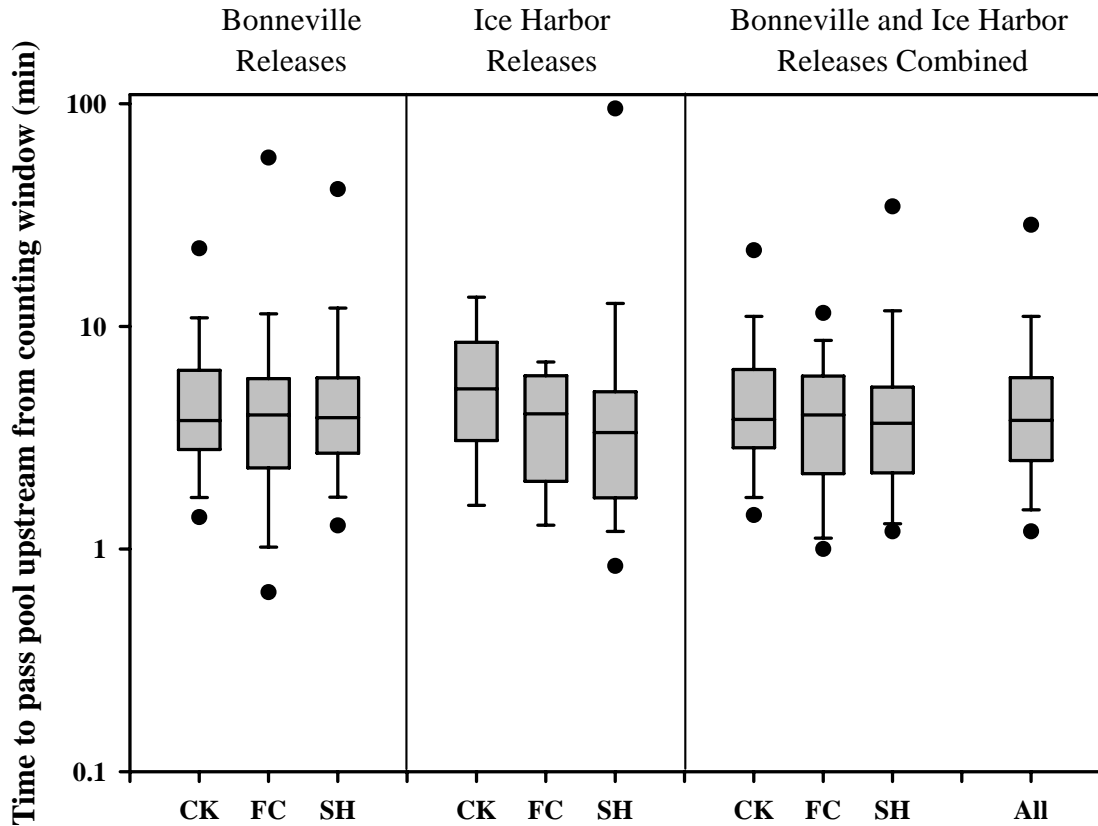 Bonneville
Releases
Ice Harbor
Releases
Bonneville and Ice Harbor
Releases Combined
Time to pass pool upstream from counting window (min)
100
10
1
0.1
CK FC SH CK FC SH CK FC SH All